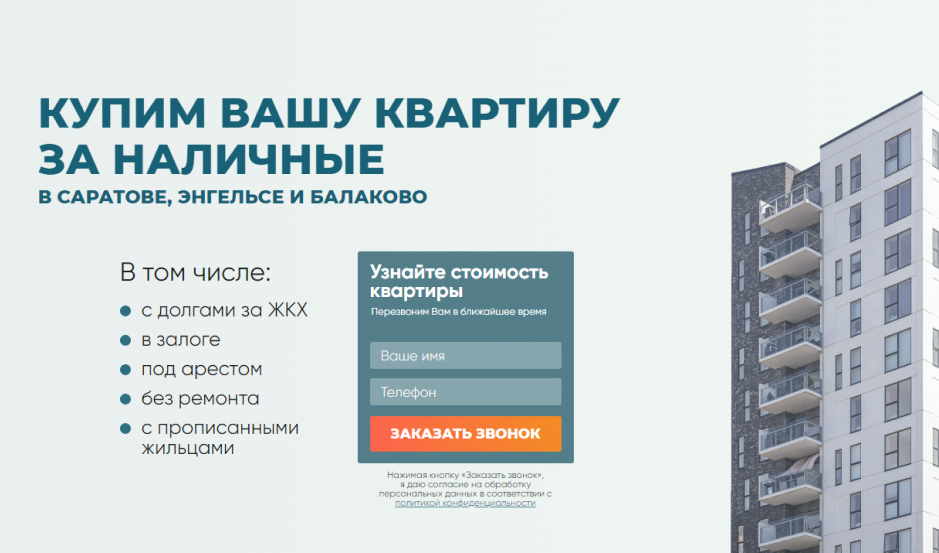 КУПИМ ВАШУ КВАРТИРУ
ЗА НАЛИЧНЫЕ
В САРАТОВЕ, ЭНГЕЛЬСЕ И БАЛАКОВО
В том числе:
с долгами за ЖКХ
в залоге
под арестом
без ремонта
с прописанными
жильцами
Узнайте стоимость
квартиры
Перезвоним Вам в ближайшее время
Ваше имя
Телефон
ЗАКАЗАТЬ ЗВОНОК
Нажимая кнопку «Заказать звонок»,
я даю согласие на обработку
персональных данных в соответствии с
политикой конфиденциальности